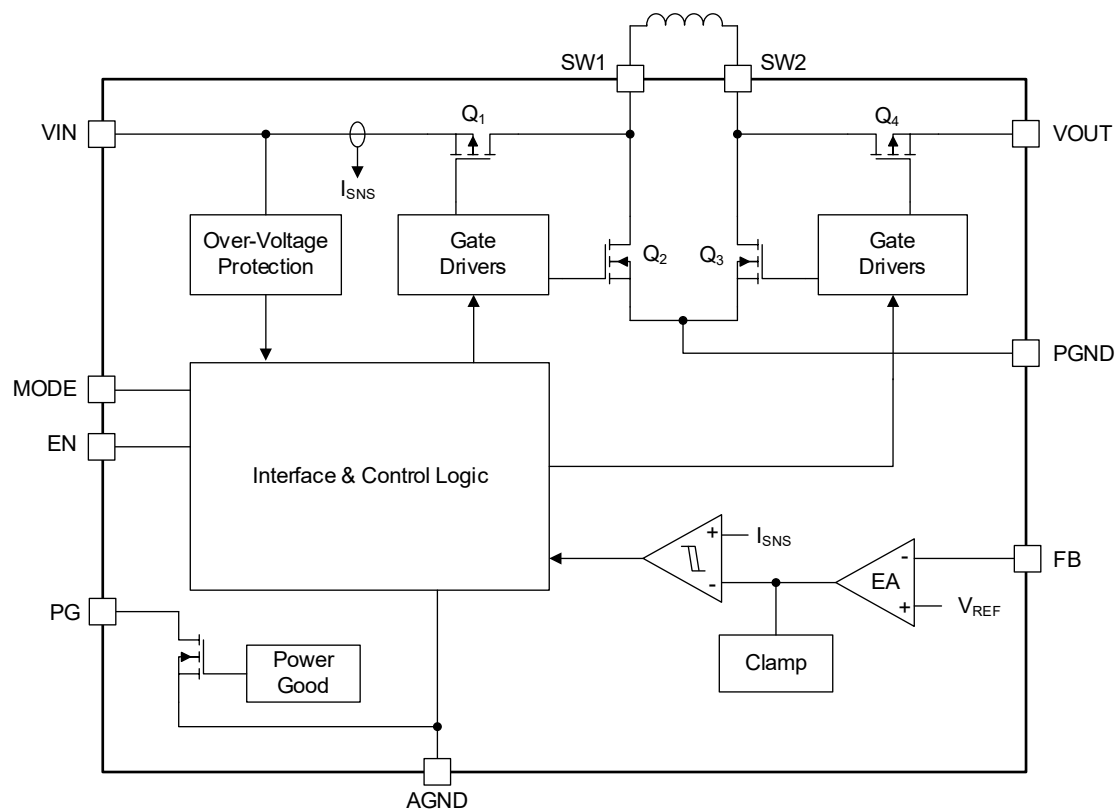 SW1
SW2
VIN
Q1
Q4
VOUT
ISNS
Over-Voltage
Protection
Gate
Drivers
Q2
Q3
Gate
Drivers
PGND
MODE
EN
Interface & Control Logic
+
ISNS
-
-
EA
+
FB
VREF
PG
Power
Good
Clamp
AGND